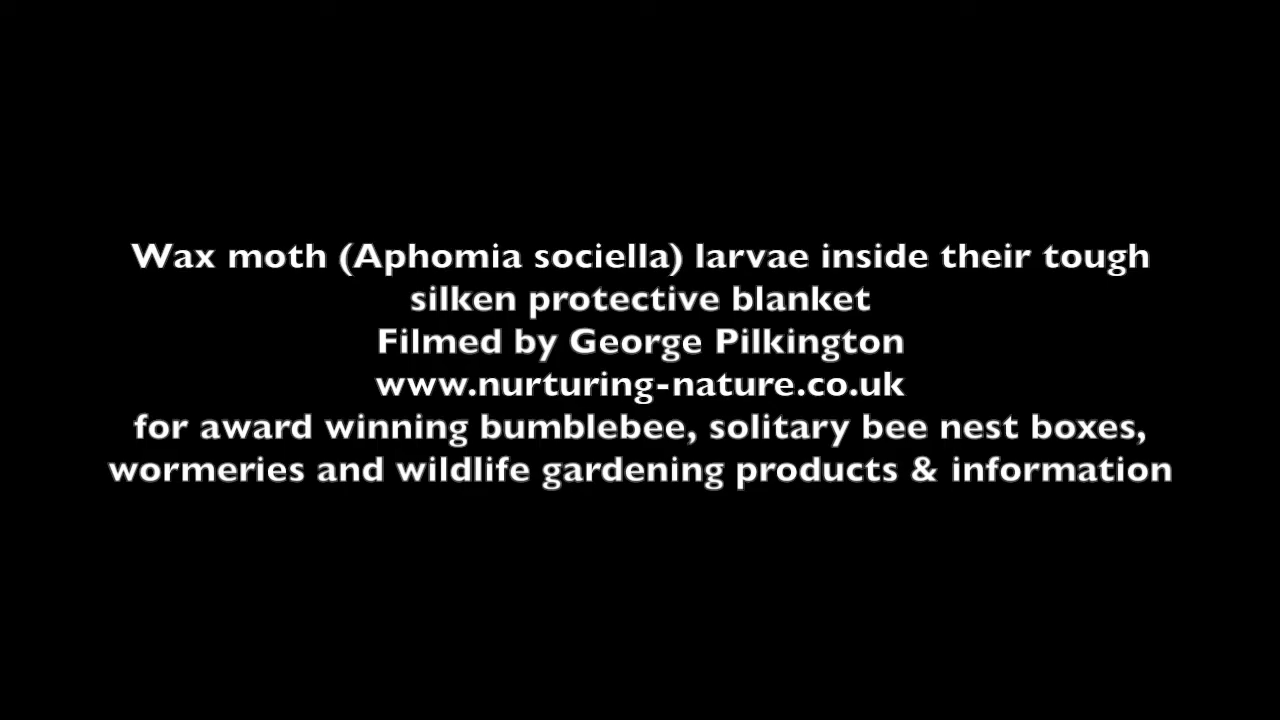 Wax moth (Aphomia sociella) larvae inside their tough
silken protective blanket
Filmed by George Pilkington
www.nurturing-nature.co.uk
for award winning bumblebee, solitary bee nest boxes,
wormeries and wildlife gardening products & information